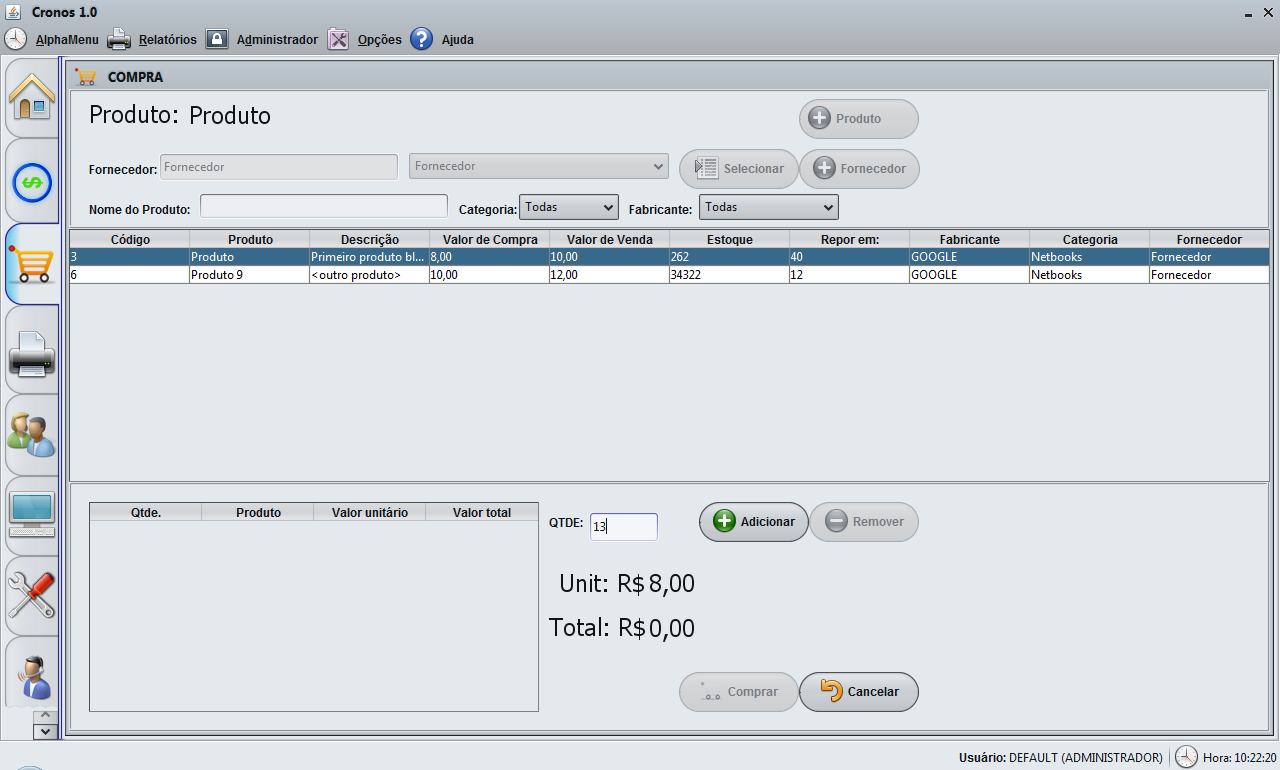 Cronos 1.0
AlphaMenu Relatórios Administrador Opções Ajuda
COMPRA
Produto: Produto
Produto
Fornecedor: Fornecedor Fornecedor Selecionar Fornecedor
Nome do Produto: Categoria: Todas Fabricante: Todas
Código Produto Descrição Valor de Compra Valor de Venda Estoque Repor em: Fabricante Categoria Fornecedor
3 Produto Primeiro produto bl... 8,00 10,00 262 40 GOOGLE Netbooks Fornecedor
6 Produto 9 <outro produto> 10,00 12,00 34322 12 GOOGLE Netbooks Fornecedor
Qtde. Produto Valor unitário Valor total
QTDE: 13 Adicionar Remover
Unit: R$ 8,00
Total: R$ 0,00
Comprar Cancelar
Usuário: DEFAULT (ADMINISTRADOR) Hora: 10:22:20